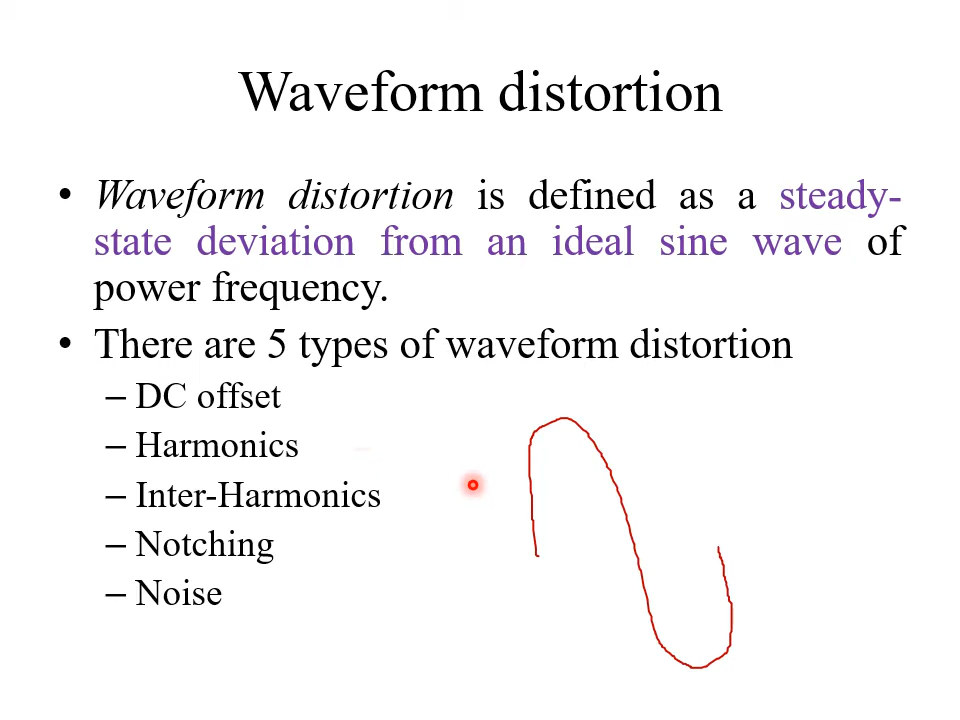 Waveform distortion
• Waveform distortion is defined as a steady-
state deviation from an ideal sine wave of
power frequency.
• There are 5 types of waveform distortion
– DC offset
– Harmonics
– Inter-Harmonics
– Notching
– Noise